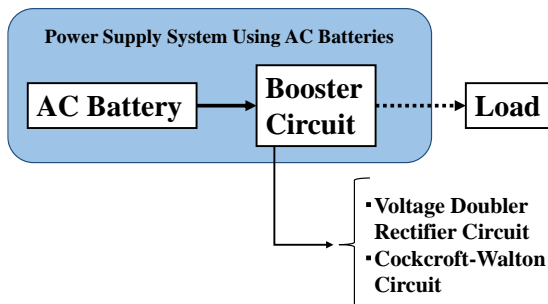 Power Supply System Using AC Batteries
AC Battery
Booster
Circuit
Load
▪Voltage Doubler
Rectifier Circuit
▪Cockcroft-Walton
Circuit